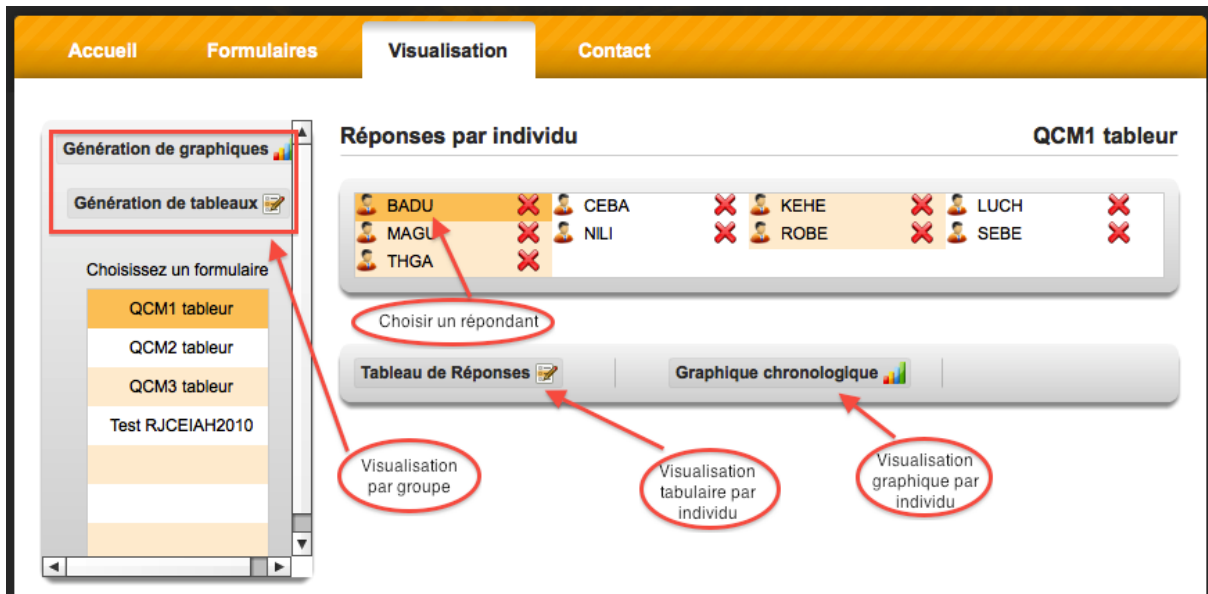 Accueil Formulaires Visualisation Contact
Génération de graphiques
Génération de tableaux
Choisissez un formulaire
QCM1 tableur
QCM2 tableur
QCM3 tableur
Test RJCEIAH2010
Réponses par individu QCM1 tableur
BADU CEBA KEHE LUCH
MAGU NILI ROBE SEBE
THGA
Choisir un répondant
Tableau de Réponses Graphique chronologique
Visualisation
par groupe
Visualisation
tabulaire par
individu
Visualisation
graphique par
individu